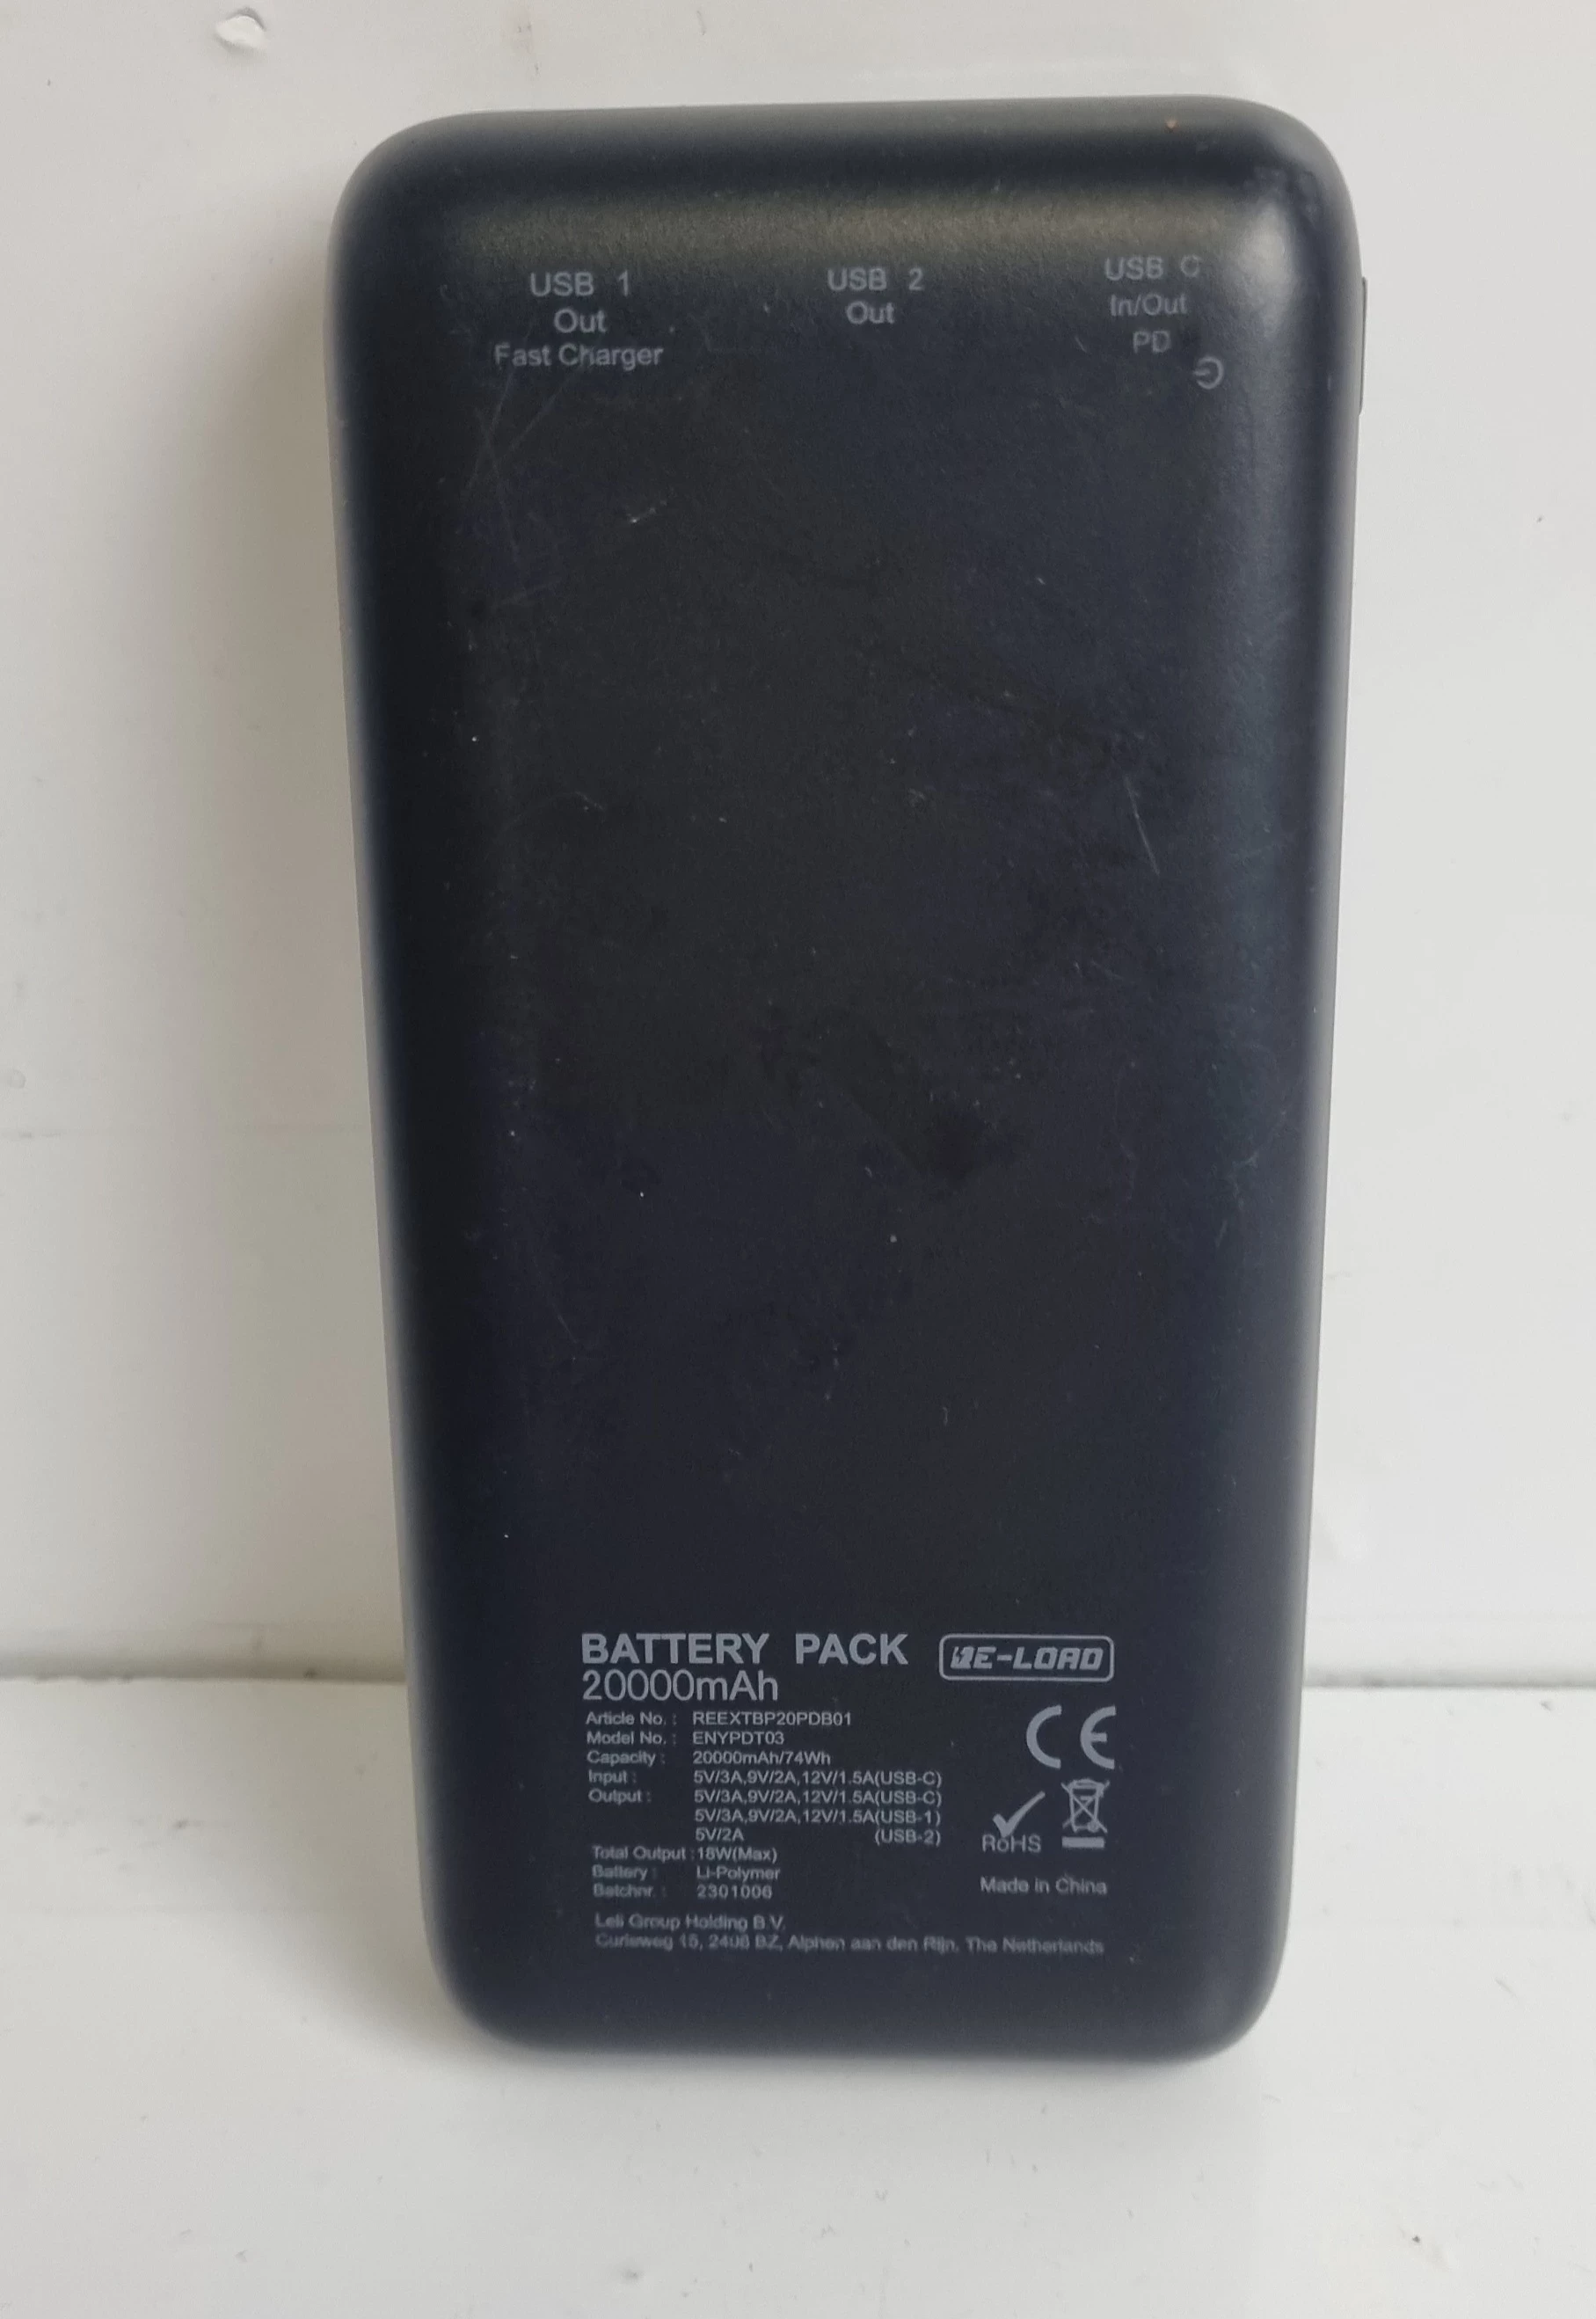 USB 1
Out
Fast Charger
USB 2
Out
USB C
In/Out
PD
BATTERY PACK
RE-LOAD
20000mAh
Article No. : REEXTBP20PDB01
Model No. : ENYPDT03
Capacity : 20000mAh/74Wh
Input : 5V/3A,9V/2A,12V/1.5A(USB-C)
Output : 5V/3A,9V/2A,12V/1.5A(USB-C)
5V/3A,9V/2A,12V/1.5A(USB-1)
5V/2A (USB-2)
Total Output :18W(Max)
Battery : Li-Polymer
Batchnr. : 2301006
CE
RoHS
Made in China
Leli Group Holding B.V.
15, BZ, Alphen aan den Rijn, The Netherlands